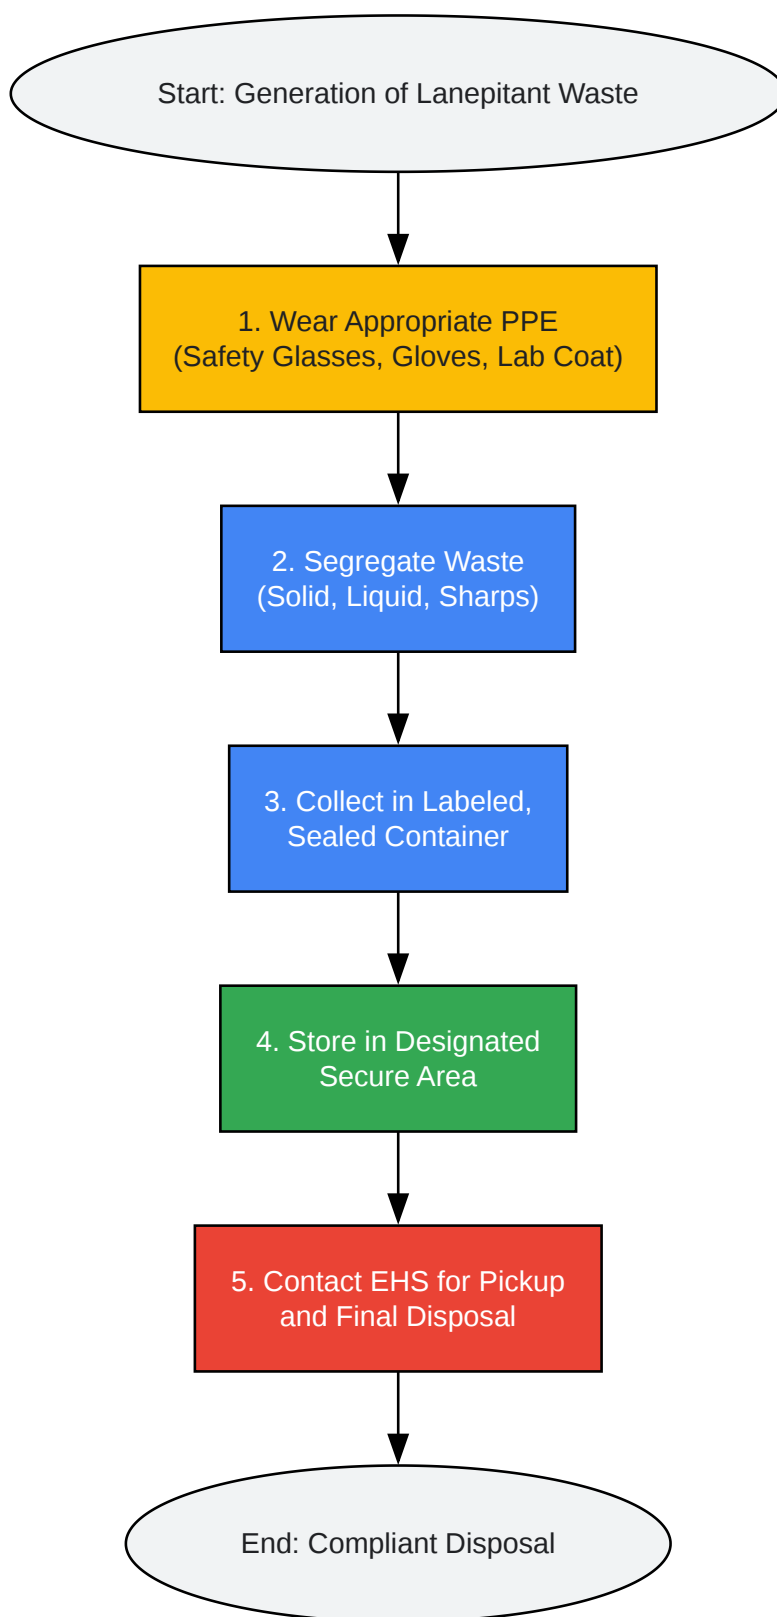 Start: Generation of Lanepitant Waste
1. Wear Appropriate PPE
(Safety Glasses, Gloves, Lab Coat)
2. Segregate Waste
(Solid, Liquid, Sharps)
3. Collect in Labeled,
Sealed Container
4. Store in Designated
Secure Area
5. Contact EHS for Pickup
and Final Disposal
End: Compliant Disposal